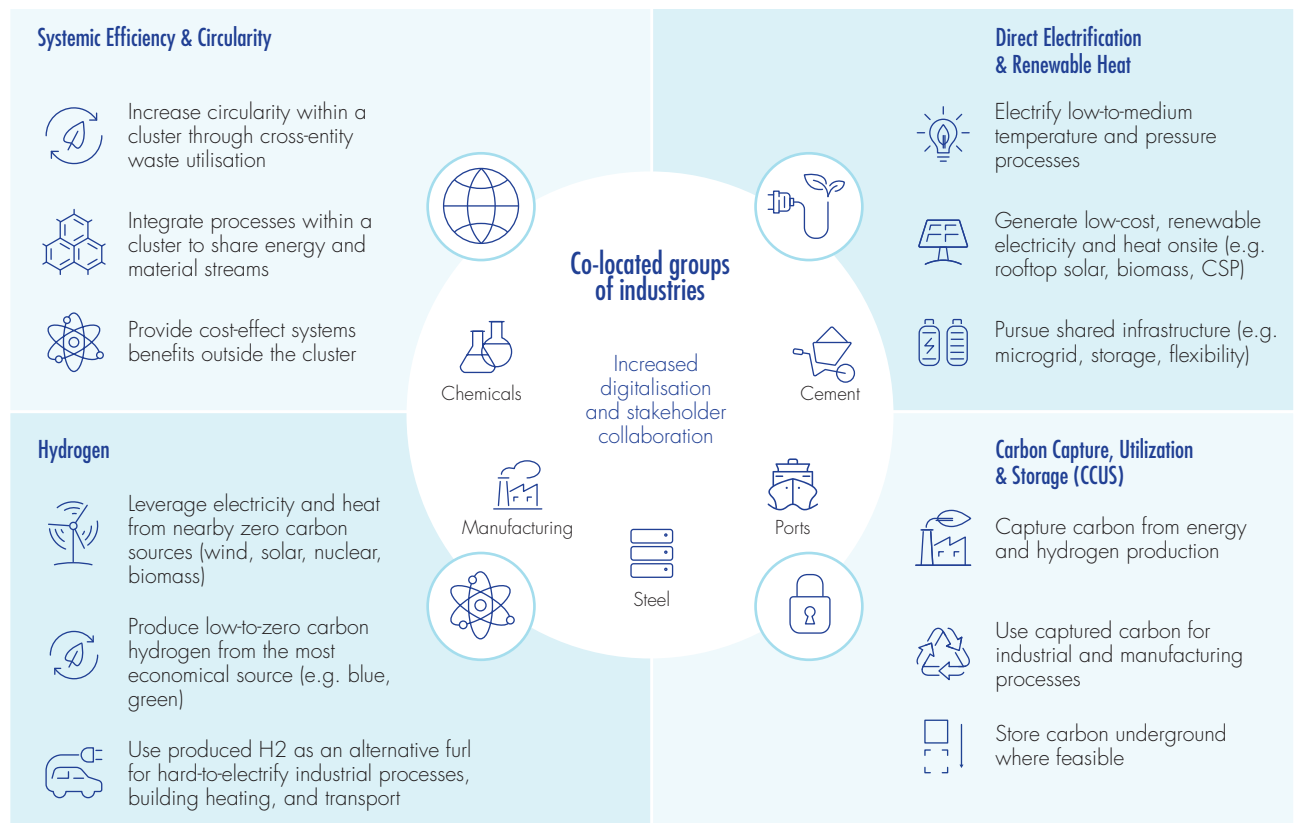 Systemic Efficiency & Circularity
Increase circularity within a
cluster through cross-entity
waste utilisation
Integrate processes within a
cluster to share energy and
material streams
Provide cost-effect systems
benefits outside the cluster
Direct Electrification
& Renewable Heat
Electrify low-to-medium
temperature and pressure
processes
Generate low-cost, renewable
electricity and heat onsite (e.g.
rooftop solar, biomass, CSP)
Pursue shared infrastructure (e.g.
microgrid, storage, flexibility)
Co-located groups
of industries
Increased
digitalisation
and stakeholder
collaboration
Chemicals
Cement
Manufacturing
Ports
Steel
Hydrogen
Leverage electricity and heat
from nearby zero carbon
sources (wind, solar, nuclear,
biomass)
Produce low-to-zero carbon
hydrogen from the most
economical source (e.g. blue,
green)
Use produced H2 as an alternative furl
for hard-to-electrify industrial processes,
building heating, and transport
Carbon Capture, Utilization
& Storage (CCUS)
Capture carbon from energy
and hydrogen production
Use captured carbon for
industrial and manufacturing
processes
Store carbon underground
where feasible